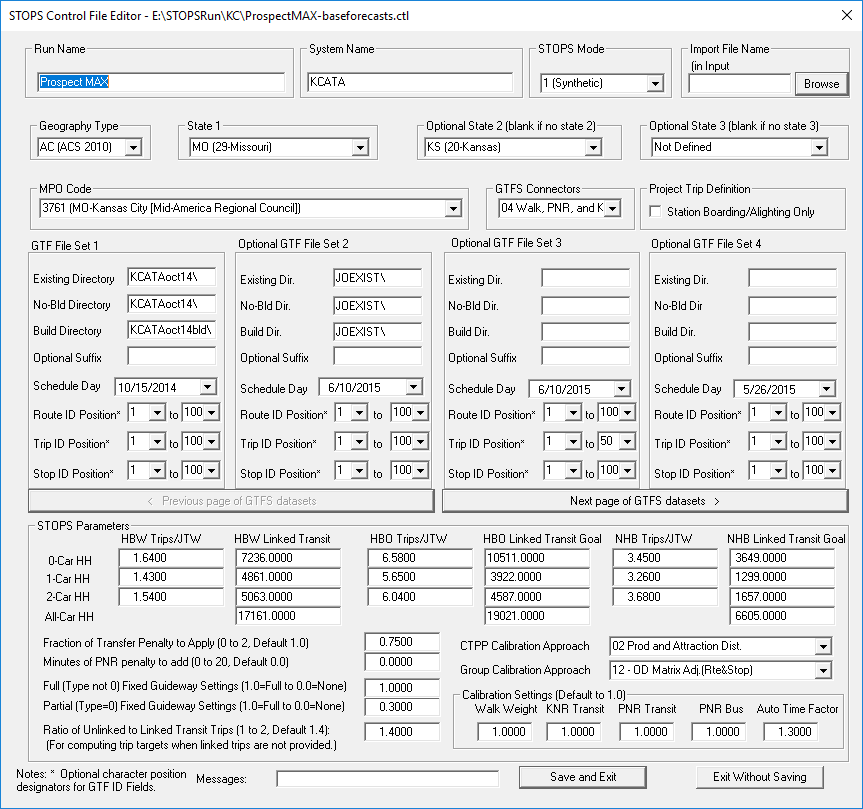 STOPS Control File Editor - E:\STOPSRun\KC\ProspectMAX-baseforecasts.ctl
Run Name System Name STOPS Mode Import File Name
(in Input
Prospect MAX KCATA 1 (Synthetic) Browse
Geography Type State 1 Optional State 2 (blank if no state 2) Optional State 3 (blank if no state 3)
AC (ACS 2010) MO (29-Missouri) KS (20-Kansas) Not Defined
MPO Code GTFS Connectors Project Trip Definition
3761 (MO-Kansas City [Mid-America Regional Council]) 04 Walk, PNR, and K Station Boarding/Alighting Only
GTF File Set 1 Optional GTF File Set 2 Optional GTF File Set 3 Optional GTF File Set 4
Existing Directory KCATAoct14\ Existing Dir. JOEXIST\ Existing Dir. Existing Dir.
No-Bld Directory KCATAoct14\ No-Bld Dir. JOEXIST\ No-Bld Dir. No-Bld Dir
Build Directory KCATAoct14bld\ Build Dir. JOEXIST\ Build Dir. Build Dir.
Optional Suffix Optional Suffix Optional Suffix Optional Suffix
Schedule Day 10/15/2014 Schedule Day 6/10/2015 Schedule Day 6/10/2015 Schedule Day 5/26/2015
Route ID Position* 1 to 100 Route ID Position* 1 to 100 Route ID Position* 1 to 100 Route ID Position* 1 to 100
Trip ID Position* 1 to 100 Trip ID Position* 1 to 100 Trip ID Position* 1 to 50 Trip ID Position* 1 to 100
Stop ID Position* 1 to 100 Stop ID Position* 1 to 100 Stop ID Position* 1 to 100 Stop ID Position* 1 to 100
< Previous page of GTFS datasets Next page of GTFS datasets >
STOPS Parameters
HBW Trips/JTW HBW Linked Transit HBO Trips/JTW HBO Linked Transit Goal NHB Trips/JTW NHB Linked Transit Goal
0-Car HH 1.6400 7236.0000 6.5800 10511.0000 3.4500 3649.0000
1-Car HH 1.4300 4861.0000 5.6500 3922.0000 3.2600 1299.0000
2-Car HH 1.5400 5063.0000 6.0400 4587.0000 3.6800 1657.0000
All-Car HH 17161.0000 19021.0000 6605.0000
Fraction of Transfer Penalty to Apply (0 to 2, Default 1.0) 0.7500 CTPP Calibration Approach 02 Prod and Attraction Dist.
Minutes of PNR penalty to add (0 to 20, Default 0.0) 0.0000 Group Calibration Approach 12 - OD Matrix Adj.(Rte&Stop)
Full (Type not 0) Fixed Guideway Settings (1.0=Full to 0.0=None) 1.0000 Calibration Settings (Default to 1.0)
Partial (Type=0) Fixed Guideway Settings (1.0=Full to 0.0=None) 0.3000 Walk Weight KNR Transit PNR Transit PNR Bus Auto Time Factor
Ratio of Unlinked to Linked Transit Trips (1 to 2, Default 1.4): 1.4000 1.0000 1.0000 1.0000 1.0000 1.3000
(For computing trip targets when linked trips are not provided.)
Notes: * Optional character position Messages: Save and Exit Exit Without Saving
designators for GTF ID Fields.